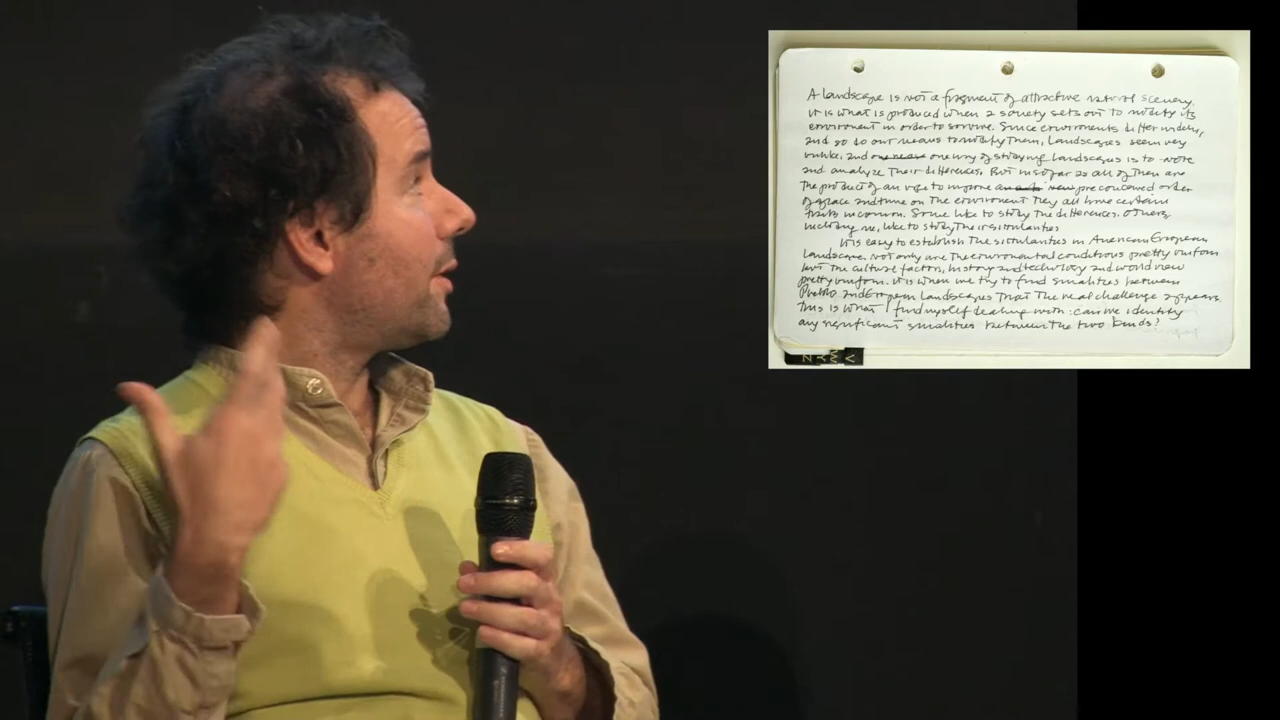 A landscape is not a fragment of attractive natural scenery.
it is what is produced when a society sets out to modify its
environment in order to survive. Since environments differ widely,
and so do our means to modify them, Landscapes seem very
unlike, and one way of studying Landscapes is to note
and analyze their differences. But insofar as all of them are
the product of an urge to impose preconceived order
of place and time on the environment they all have certain
traits in common. Some like to study the differences. Others,
including me, like to study the similarities
It is easy to establish the similarities in American European
Landscape. not only are the environmental conditions pretty uniform
but the culture factors, history and technology and world view
pretty uniform. it is when we try to find similarities between
Pueblo and European Landscapes that the real challenge appears.
This is what I find myself dealing with: can we identify
any significant similarities between the two kinds?
Z Y W V